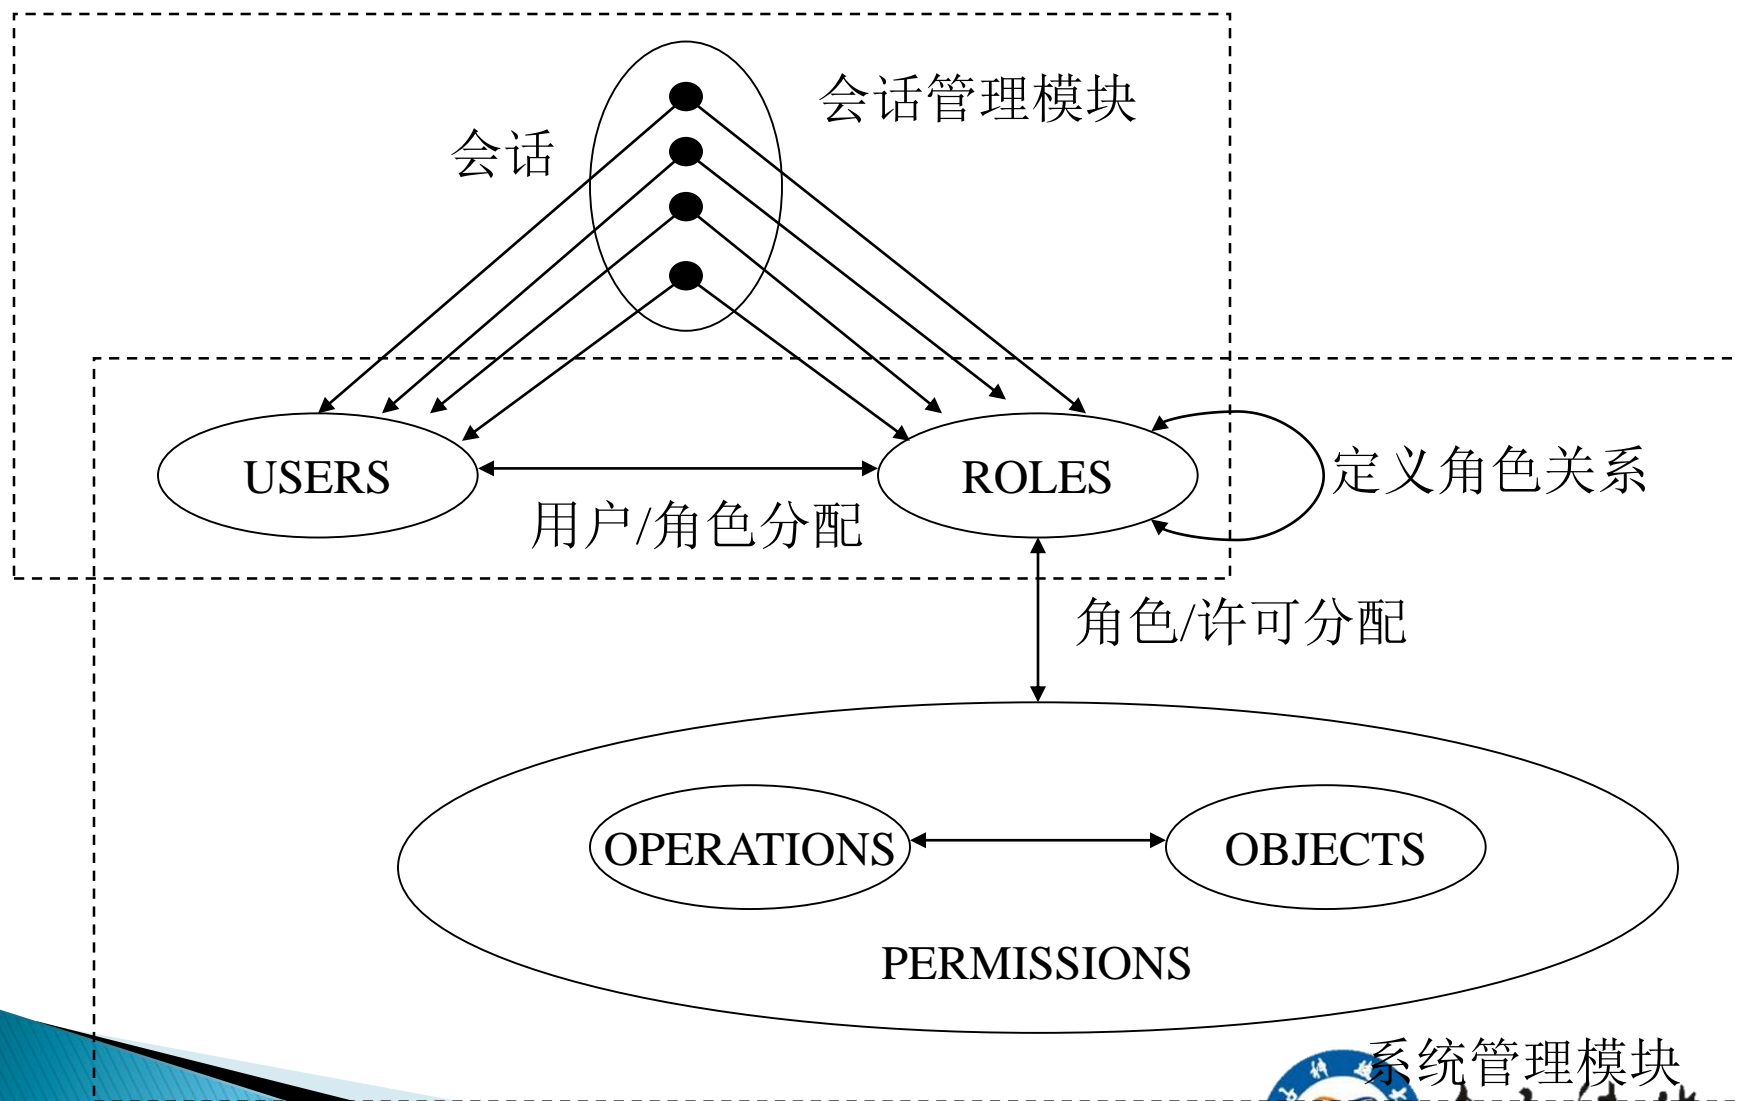 会话管理模块
会话
USERS
ROLES
定义角色关系
用户/角色分配
角色/许可分配
OPERATIONS
OBJECTS
PERMISSIONS
系统管理模块